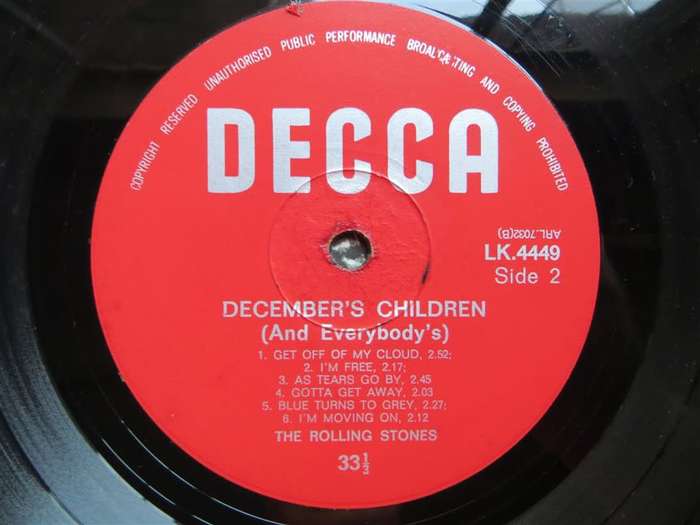 COPYRIGHT RESERVED UNAUTHORISED PUBLIC PERFORMANCE BROADCASTING AND COPYING PROHIBITED
DECCA
ARL.7032(B)
LK.4449
Side 2
DECEMBER'S CHILDREN
(And Everybody's)
1. GET OFF OF MY CLOUD, 2.52;
2. I'M FREE, 2.17;
3. AS TEARS GO BY, 2.45
4. GOTTA GET AWAY, 2.03
5. BLUE TURNS TO GREY, 2.27;
6. I'M MOVING ON, 2.12
THE ROLLING STONES
33⅓